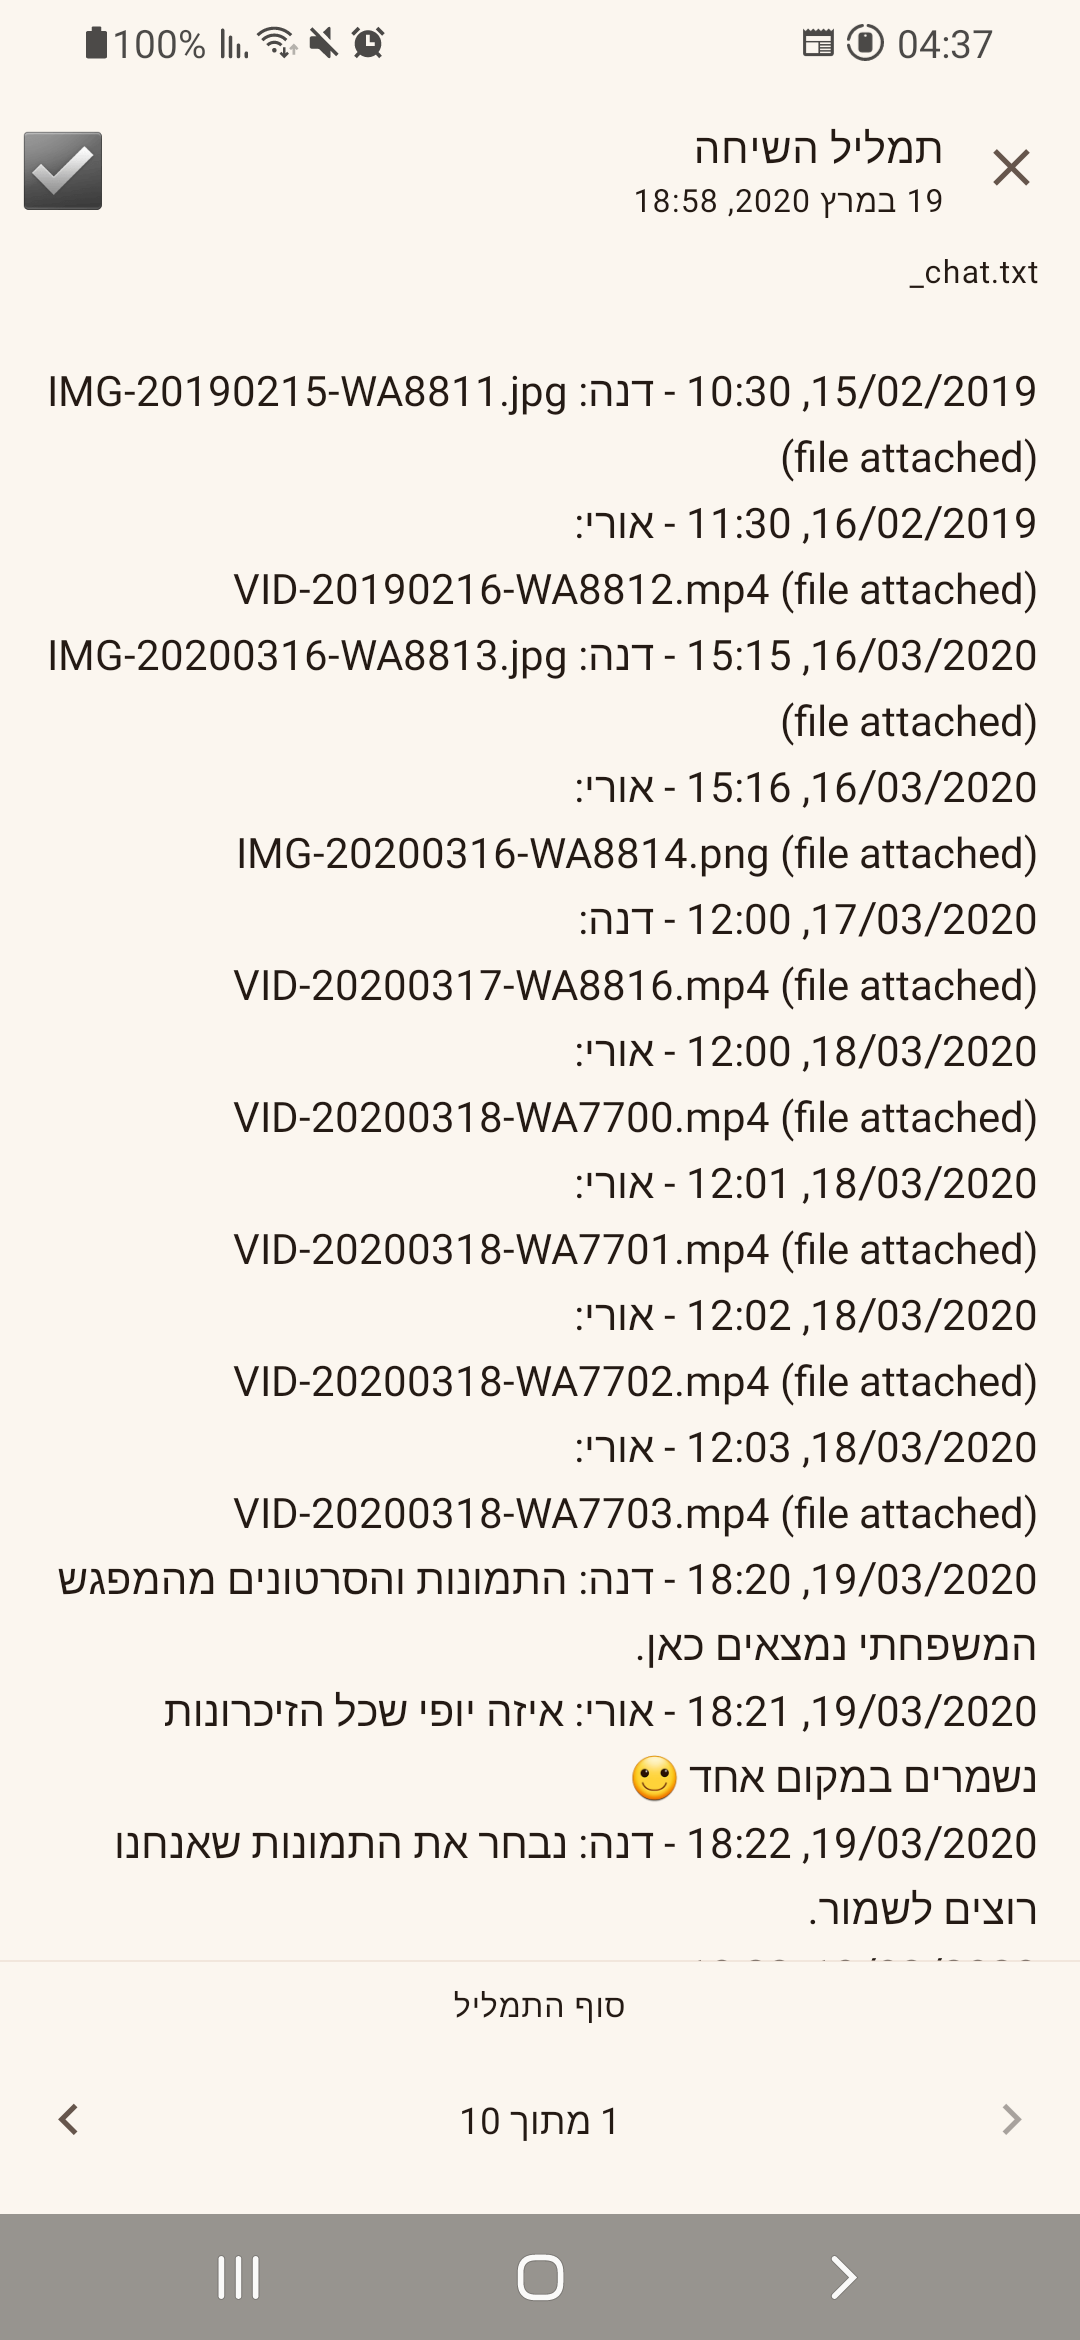 100%
04:37
תמליל השיחה
19 במרץ 2020, 18:58
_chat.txt
15/02/2019, 10:30 - דנה: IMG-20190215-WA8811.jpg
(file attached)
16/02/2019, 11:30 - אורי:
VID-20190216-WA8812.mp4 (file attached)
16/03/2020, 15:15 - דנה: IMG-20200316-WA8813.jpg
(file attached)
16/03/2020, 15:16 - אורי:
IMG-20200316-WA8814.png (file attached)
17/03/2020, 12:00 - דנה:
VID-20200317-WA8816.mp4 (file attached)
18/03/2020, 12:00 - אורי:
VID-20200318-WA7700.mp4 (file attached)
18/03/2020, 12:01 - אורי:
VID-20200318-WA7701.mp4 (file attached)
18/03/2020, 12:02 - אורי:
VID-20200318-WA7702.mp4 (file attached)
18/03/2020, 12:03 - אורי:
VID-20200318-WA7703.mp4 (file attached)
19/03/2020, 18:20 - דנה: התמונות והסרטונים מהמפגש
המשפחתי נמצאים כאן.
19/03/2020, 18:21 - אורי: איזה יופי שכל הזיכרונות
נשמרים במקום אחד 🙂
19/03/2020, 18:22 - דנה: נבחר את התמונות שאנחנו
רוצים לשמור.
סוף התמליל
1 מתוך 10